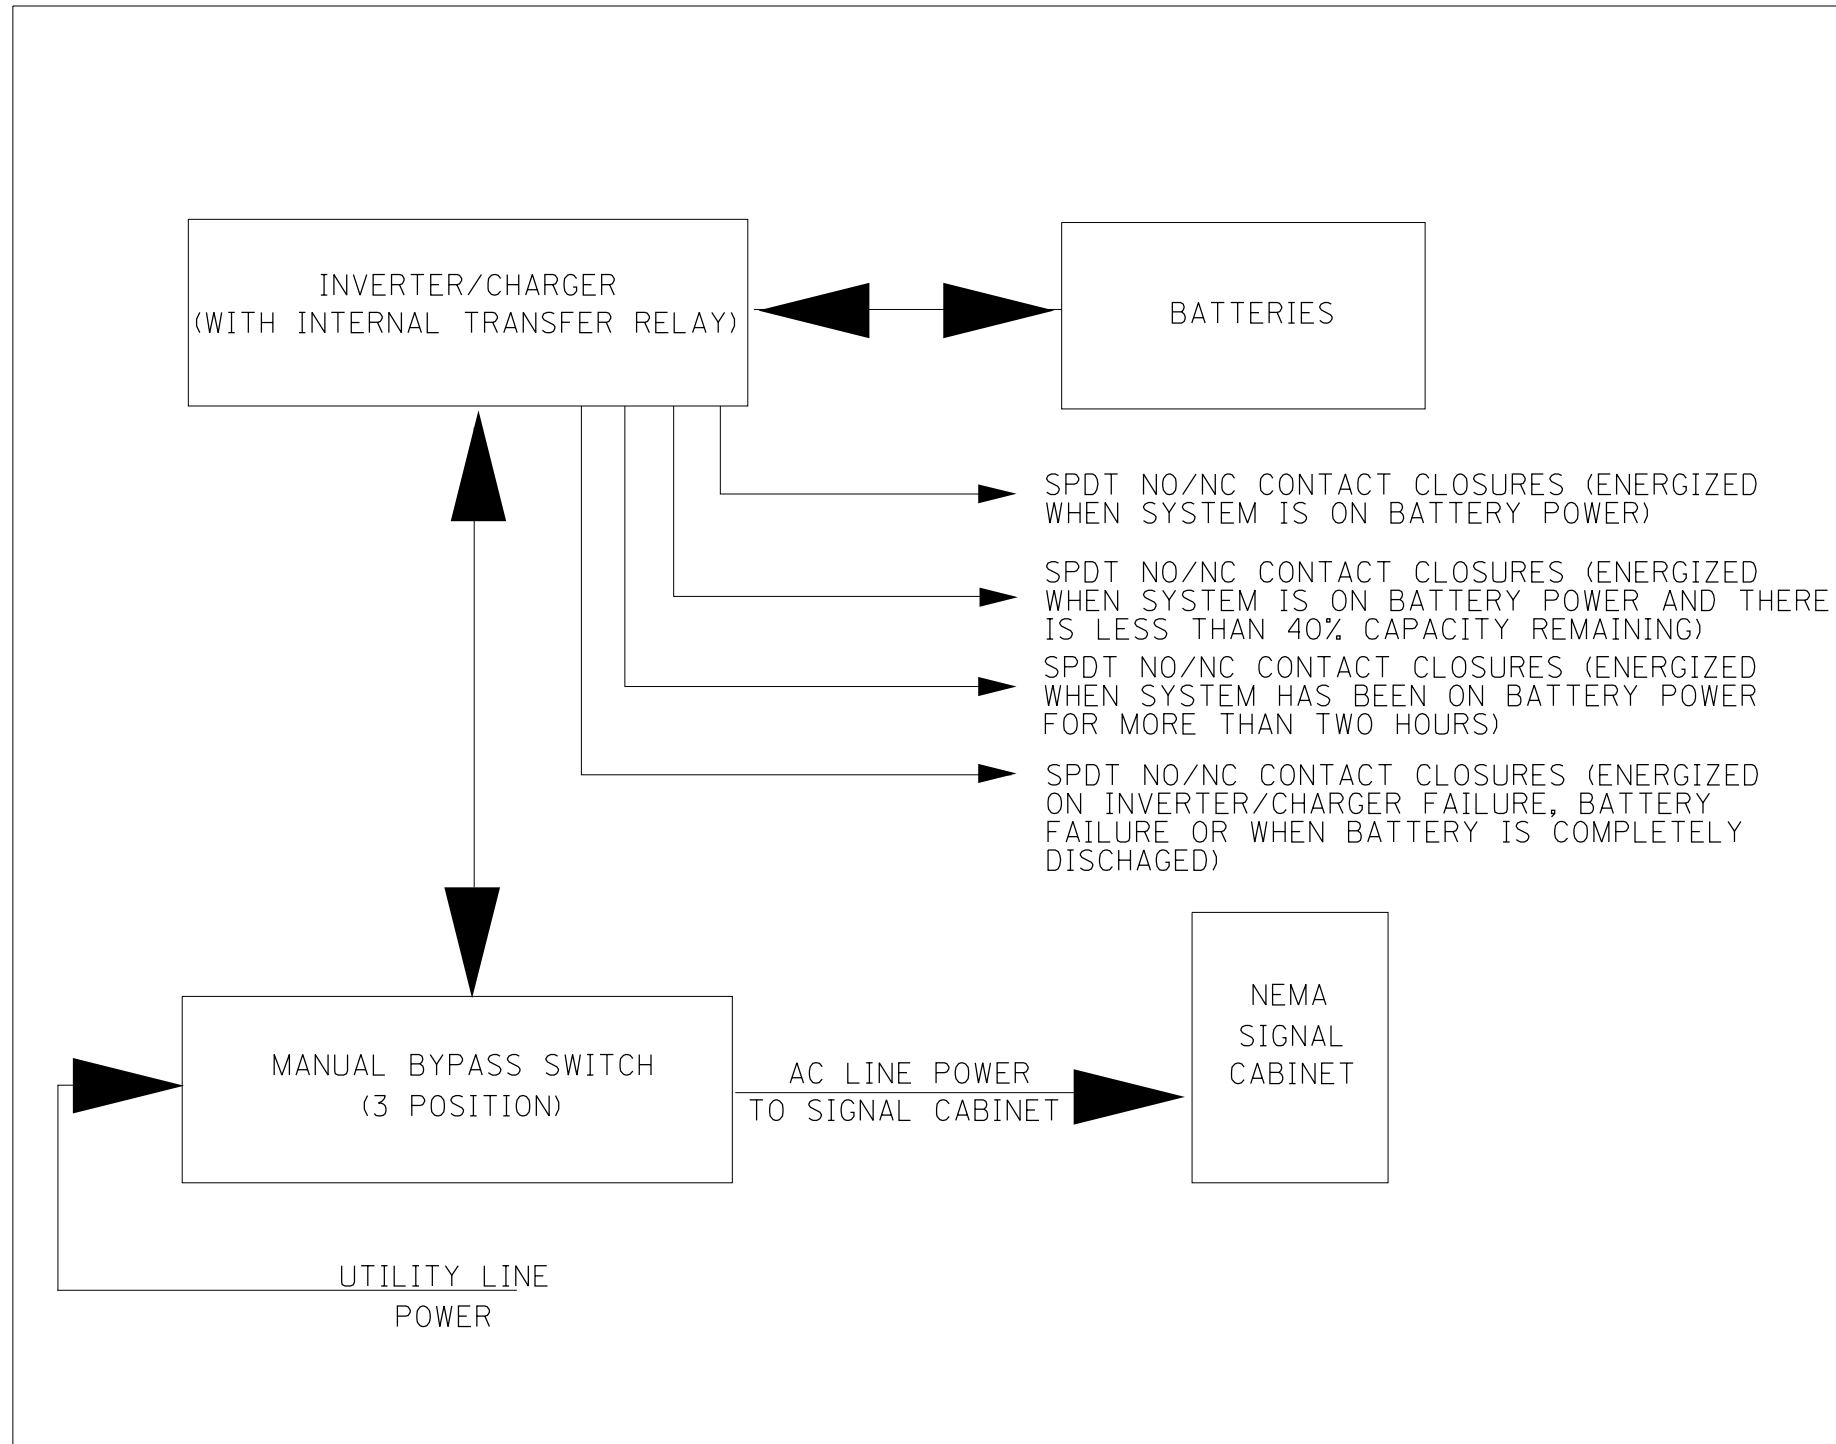 INVERTER/CHARGER
(WITH INTERNAL TRANSFER RELAY)
BATTERIES
SPDT NO/NC CONTACT CLOSURES (ENERGIZED
WHEN SYSTEM IS ON BATTERY POWER)
SPDT NO/NC CONTACT CLOSURES (ENERGIZED
WHEN SYSTEM IS ON BATTERY POWER AND THERE
IS LESS THAN 40% CAPACITY REMAINING)
SPDT NO/NC CONTACT CLOSURES (ENERGIZED
WHEN SYSTEM HAS BEEN ON BATTERY POWER
FOR MORE THAN TWO HOURS)
SPDT NO/NC CONTACT CLOSURES (ENERGIZED
ON INVERTER/CHARGER FAILURE, BATTERY
FAILURE OR WHEN BATTERY IS COMPLETELY
DISCHAGED)
MANUAL BYPASS SWITCH
(3 POSITION)
AC LINE POWER
TO SIGNAL CABINET
NEMA
SIGNAL
CABINET
UTILITY LINE
POWER